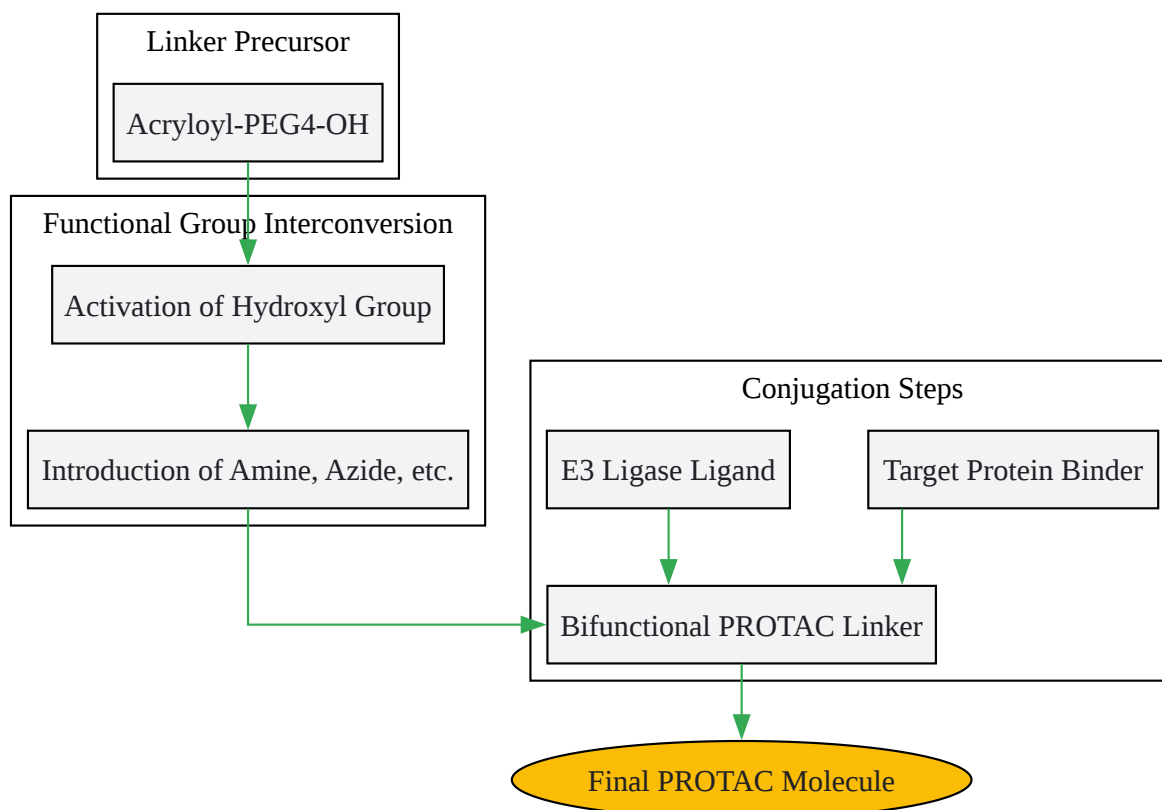 Linker Precursor
Acryloyl-PEG4-OH
Functional Group Interconversion
Activation of Hydroxyl Group
Introduction of Amine, Azide, etc.
Conjugation Steps
E3 Ligase Ligand
Target Protein Binder
Bifunctional PROTAC Linker
Final PROTAC Molecule